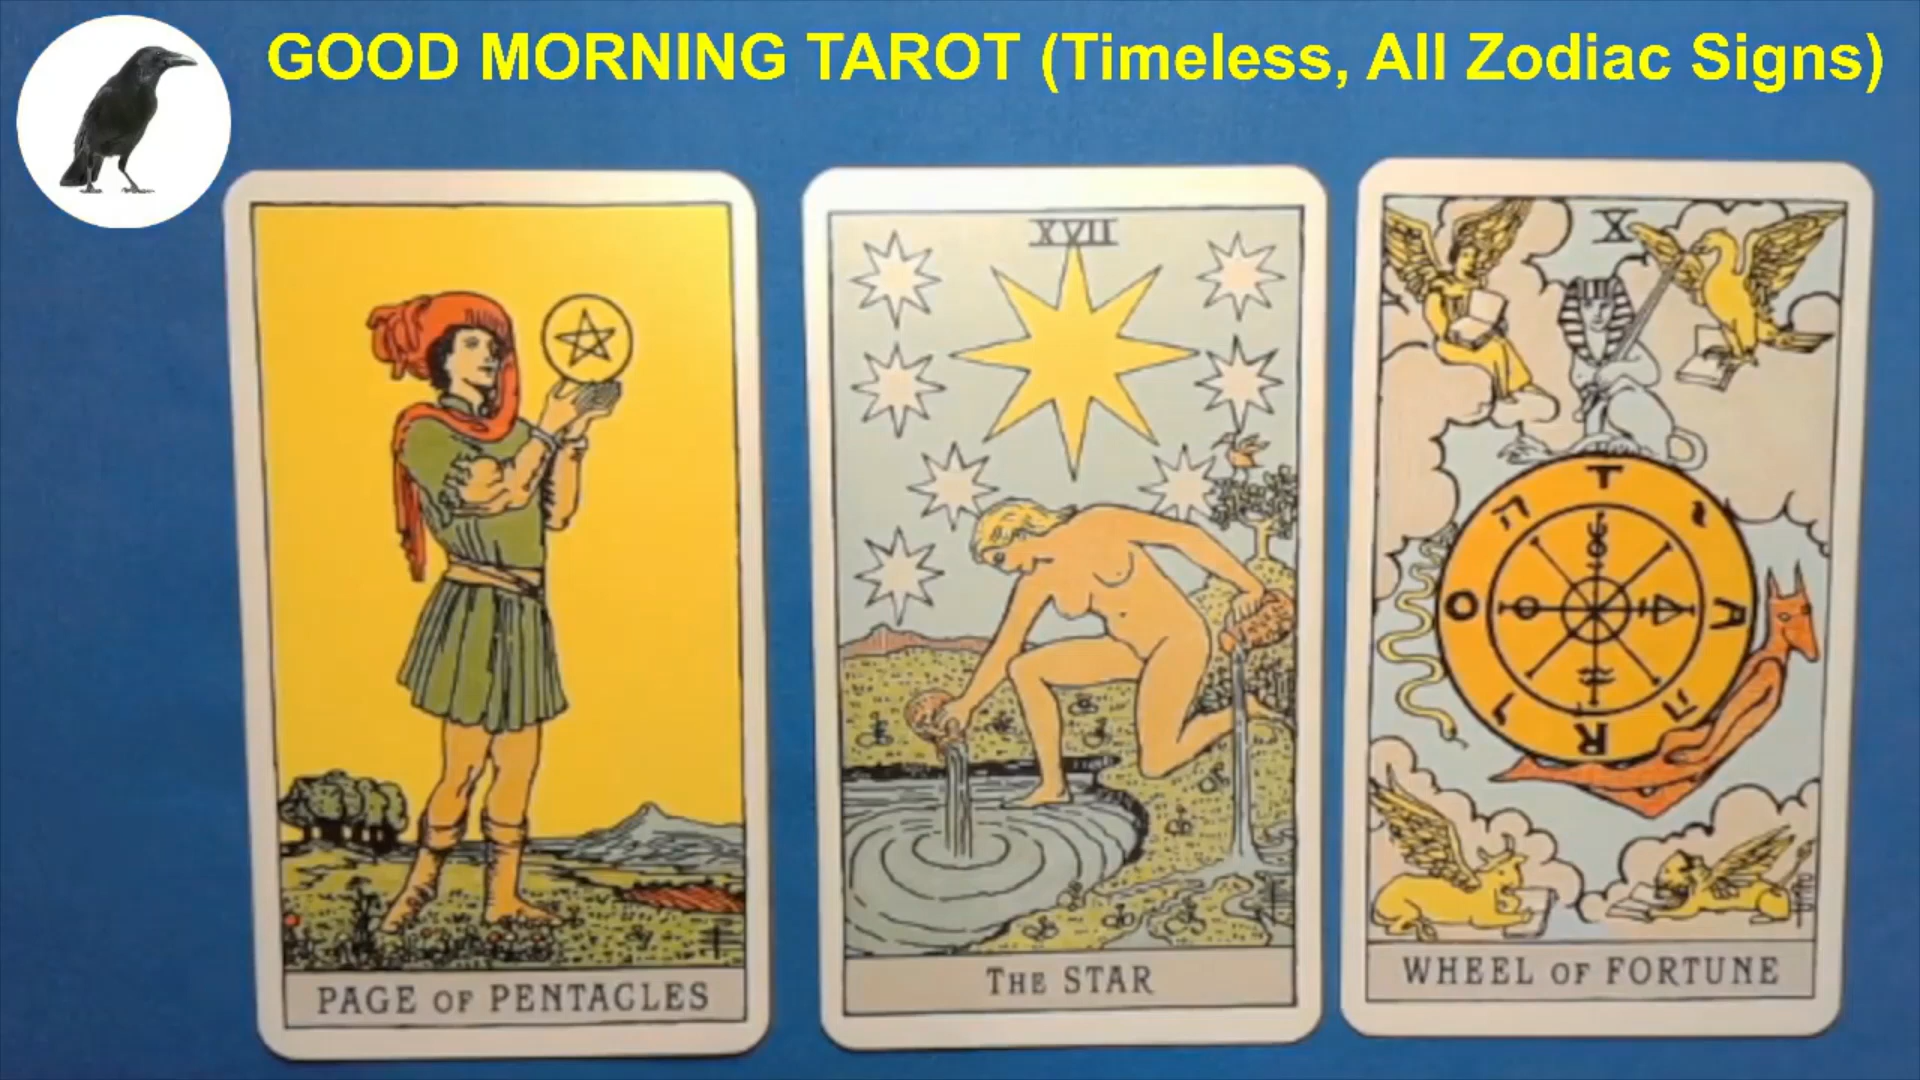 GOOD MORNING TAROT (Timeless, All Zodiac Signs)
XVII
X
T
ה
י
O
A
ו
ה
R
PAGE OF PENTACLES
THE STAR
WHEEL OF FORTUNE